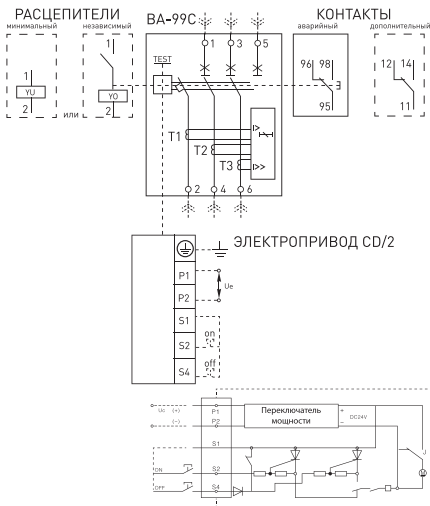 РАСЦЕПИТЕЛИ
минимальный
независимый
ВА-99С
КОНТАКТЫ
аварийный
дополнительный
1
YU
2
или
1
YO
2
TEST
1 3 5
T1
T2
T3
I>
I>>
2 4 6
96 98
95
12 14
11
ЭЛЕКТРОПРИВОД CD/2
P1
P2
Ue
S1
S2
on
S4
off
Uc (+)
(−)
P1
P2
Переключатель
мощности
+
−
DC24V
S1
ON
S2
OFF
S4
J